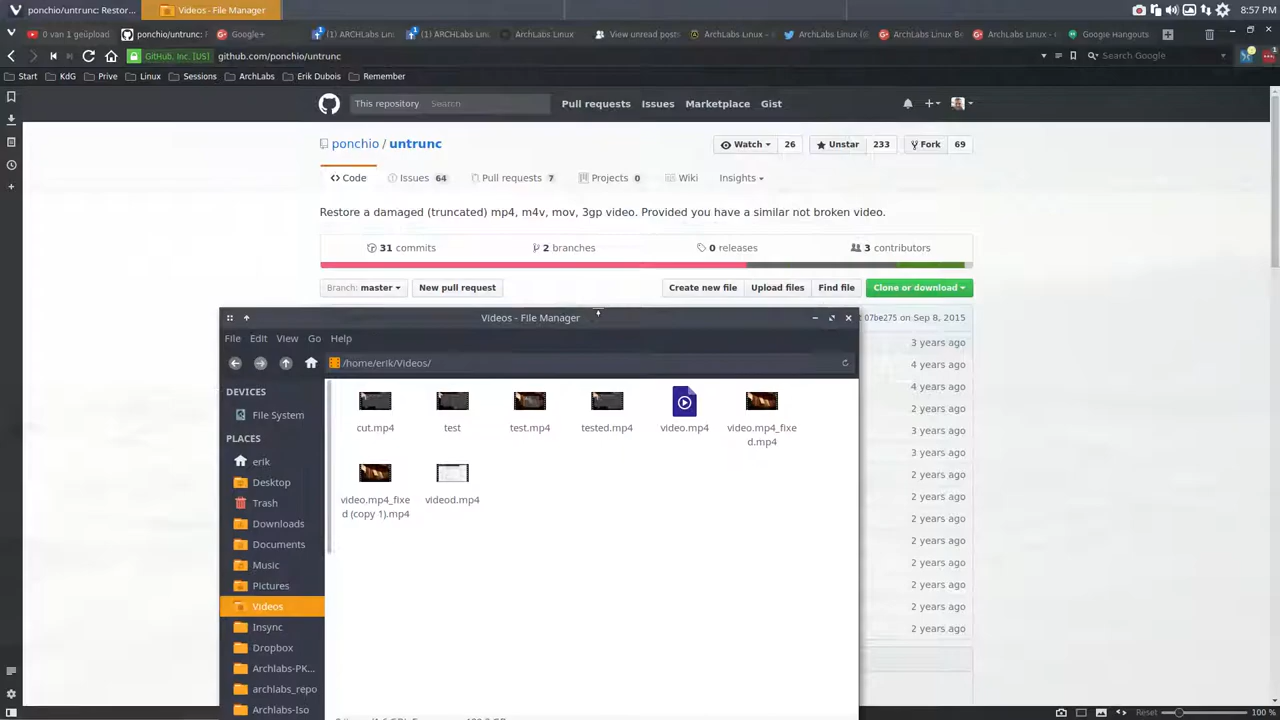 ponchio/untrunc: Restor...
Videos - File Manager
8:57 PM
0 van 1 geüpload
ponchio/untrunc: F
Google+
(1) ARCHLabs Lin
(1) ARCHLabs Lin
ArchLabs Linux
View unread posts
ArchLabs Linux (
ArchLabs Linux (@
ArchLabs Linux Be
ArchLabs Linux -
Google Hangouts
GitHub, Inc. [US]
github.com/ponchio/untrunc
Search Google
Start
KdG
Prive
Linux
Sessions
ArchLabs
Erik Dubois
Remember
This repository
Search
Pull requests
Issues
Marketplace
Gist
ponchio / untrunc
Watch
26
Unstar
233
Fork
69
Code
Issues 64
Pull requests 7
Projects 0
Wiki
Insights
Restore a damaged (truncated) mp4, m4v, mov, 3gp video. Provided you have a similar not broken video.
31 commits
2 branches
0 releases
3 contributors
Branch: master
New pull request
Create new file
Upload files
Find file
Clone or download
Videos - File Manager
07be275 on Sep 8, 2015
File
Edit
View
Go
Help
3 years ago
/home/erik/Videos/
4 years ago
4 years ago
2 years ago
3 years ago
3 years ago
2 years ago
2 years ago
2 years ago
2 years ago
2 years ago
2 years ago
2 years ago
2 years ago
DEVICES
File System
PLACES
erik
Desktop
Trash
Downloads
Documents
Music
Pictures
Videos
Insync
Dropbox
Archlabs-PK...
archlabs_repo
Archlabs-Iso
cut.mp4
test
test.mp4
tested.mp4
video.mp4
video.mp4_fixe
d.mp4
video.mp4_fixe
d (copy 1).mp4
videod.mp4
Reset
100 %